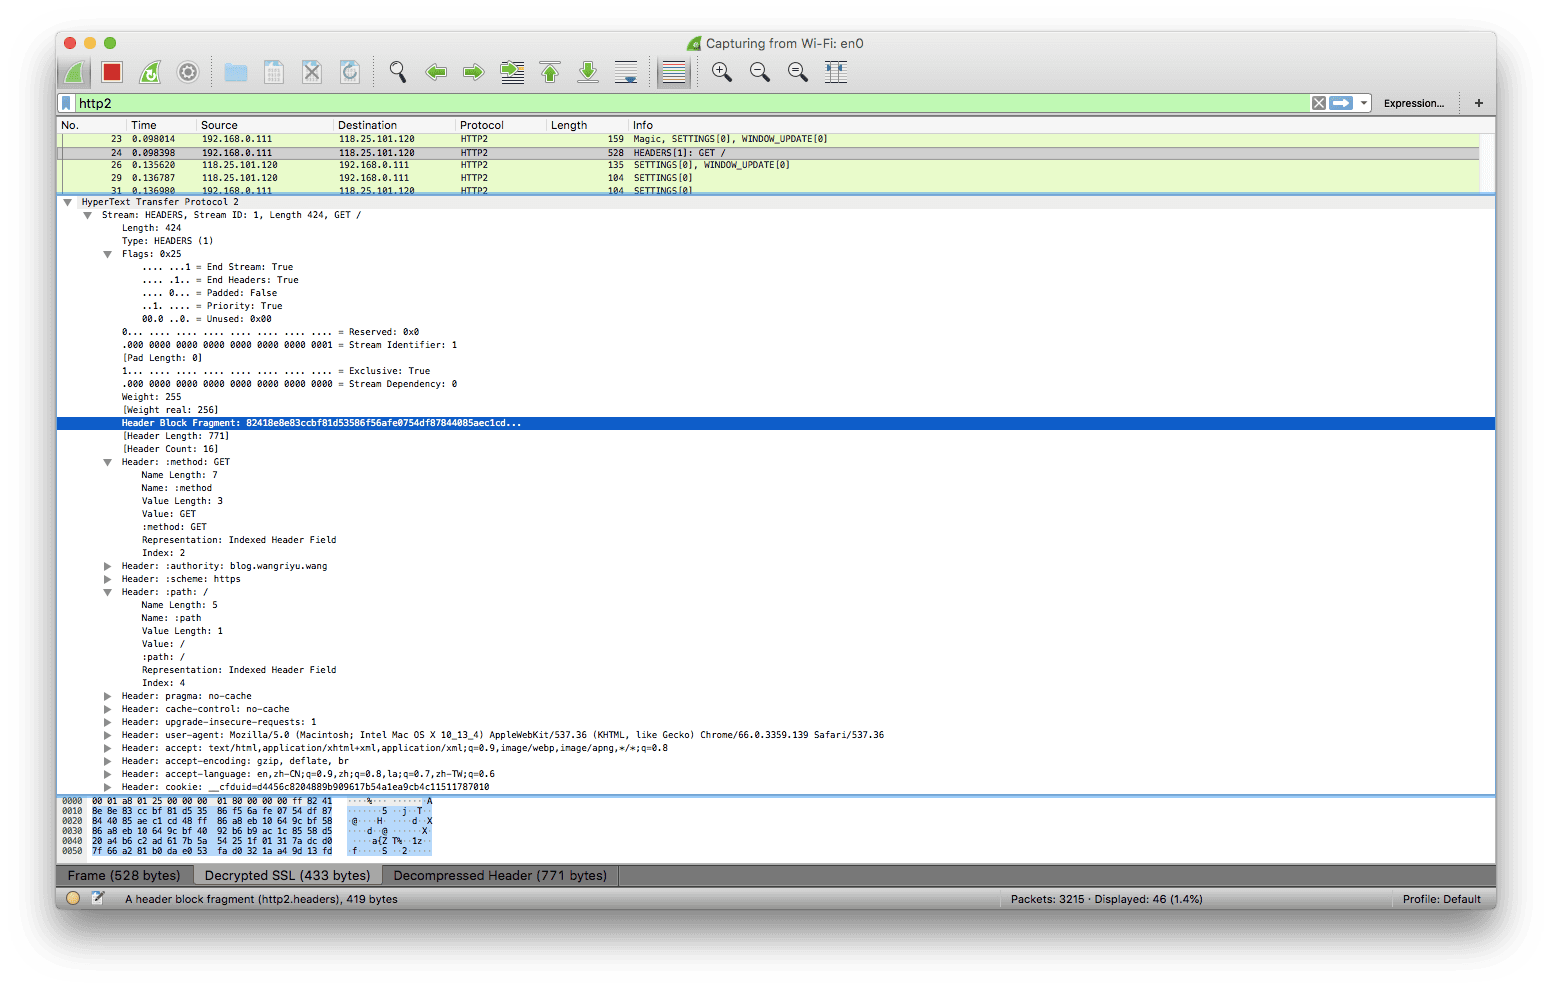 Capturing from Wi-Fi: en0
http2
Expression...
+
No. Time Source Destination Protocol Length Info
23 0.098014 192.168.0.111 118.25.101.120 HTTP2 159 Magic, SETTINGS[0], WINDOW_UPDATE[0]
24 0.098398 192.168.0.111 118.25.101.120 HTTP2 528 HEADERS[1]: GET /
26 0.135620 118.25.101.120 192.168.0.111 HTTP2 135 SETTINGS[0], WINDOW_UPDATE[0]
29 0.136787 118.25.101.120 192.168.0.111 HTTP2 104 SETTINGS[0]
31 0.136980 192.168.0.111 118.25.101.120 HTTP2 104 SETTINGS[0]
HyperText Transfer Protocol 2
Stream: HEADERS, Stream ID: 1, Length 424, GET /
Length: 424
Type: HEADERS (1)
Flags: 0x25
.... ...1 = End Stream: True
.... .1.. = End Headers: True
.... 0... = Padded: False
..1. .... = Priority: True
00.0 ..0. = Unused: 0x00
0... .... .... .... .... .... .... .... = Reserved: 0x0
.000 0000 0000 0000 0000 0000 0000 0001 = Stream Identifier: 1
[Pad Length: 0]
1... .... .... .... .... .... .... .... = Exclusive: True
.000 0000 0000 0000 0000 0000 0000 0000 = Stream Dependency: 0
Weight: 255
[Weight real: 256]
Header Block Fragment: 82418e8e83ccbf81d53586f56afe0754df87844085aec1cd...
[Header Length: 771]
[Header Count: 16]
Header: :method: GET
Name Length: 7
Name: :method
Value Length: 3
Value: GET
:method: GET
Representation: Indexed Header Field
Index: 2
Header: :authority: blog.wangriyu.wang
Header: :scheme: https
Header: :path: /
Name Length: 5
Name: :path
Value Length: 1
Value: /
:path: /
Representation: Indexed Header Field
Index: 4
Header: pragma: no-cache
Header: cache-control: no-cache
Header: upgrade-insecure-requests: 1
Header: user-agent: Mozilla/5.0 (Macintosh; Intel Mac OS X 10_13_4) AppleWebKit/537.36 (KHTML, like Gecko) Chrome/66.0.3359.139 Safari/537.36
Header: accept: text/html,application/xhtml+xml,application/xml;q=0.9,image/webp,image/apng,*/*;q=0.8
Header: accept-encoding: gzip, deflate, br
Header: accept-language: en,zh-CN;q=0.9,zh;q=0.8,la;q=0.7,zh-TW;q=0.6
Header: cookie: __cfduid=d4456c8204889b909617b54a1ea9cb4c11511787010
0000 00 01 a8 01 25 00 00 00 01 80 00 00 00 ff 82 41 ····%··· ·······A
0010 8e 8e 83 cc bf 81 d5 35 86 f5 6a fe 07 54 df 87 ·······5 ··j··T··
0020 84 40 85 ae c1 cd 48 ff 86 a8 eb 10 64 9c bf 58 ·@····H· ····d··X
0030 86 a8 eb 10 64 9c bf 40 92 b6 b9 ac 1c 85 58 d5 ····d··@ ······X·
0040 20 a4 b6 c2 ad 61 7b 5a 54 25 1f 01 31 7a dc d0 ····a{Z T%··1z··
0050 7f 66 a2 81 b0 da e0 53 fa d0 32 1a a4 9d 13 fd ·f·····S ··2·····
Frame (528 bytes) Decrypted SSL (433 bytes) Decompressed Header (771 bytes)
A header block fragment (http2.headers), 419 bytes Packets: 3215 · Displayed: 46 (1.4%) Profile: Default